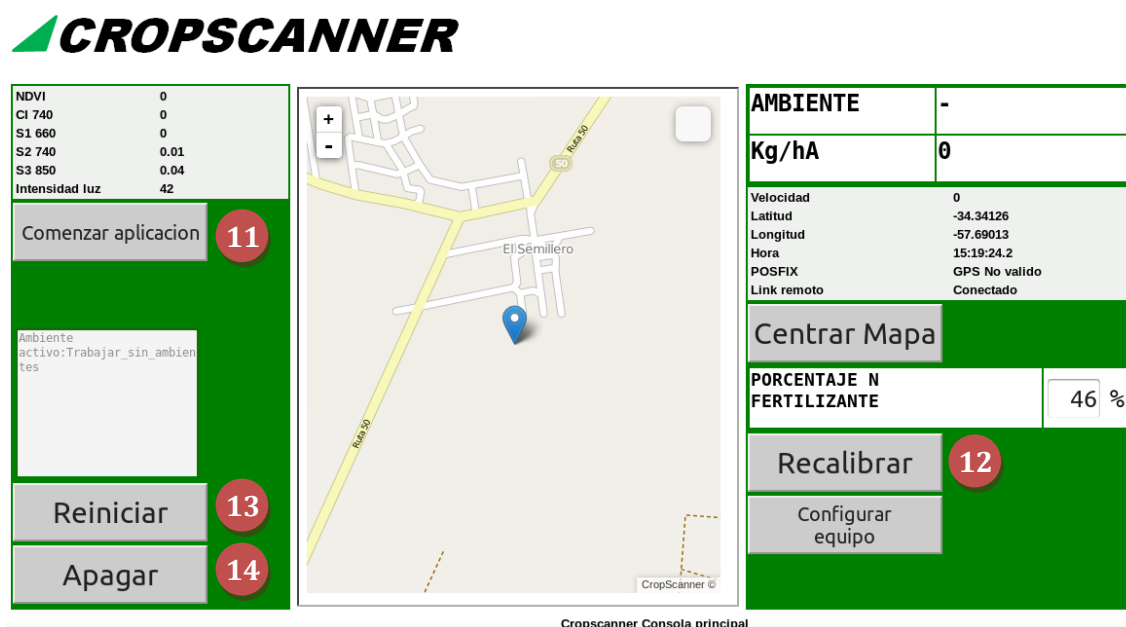 CROPSCANNER
NDVI 0
CI 740 0
S1 660 0
S2 740 0.01
S3 850 0.04
Intensidad luz 42
Comenzar aplicacion
11
Ambiente
activo:Trabajar_sin_ambien
tes
Reiniciar
13
Apagar
14
+
-
Ruta 50
50
El Semillero
Ruta 50
CropScanner ©
AMBIENTE -
Kg/hA 0
Velocidad 0
Latitud -34.34126
Longitud -57.69013
Hora 15:19:24.2
POSFIX GPS No valido
Link remoto Conectado
Centrar Mapa
PORCENTAJE N
FERTILIZANTE
46 %
Recalibrar
12
Configurar
equipo
Cropscanner Consola principal